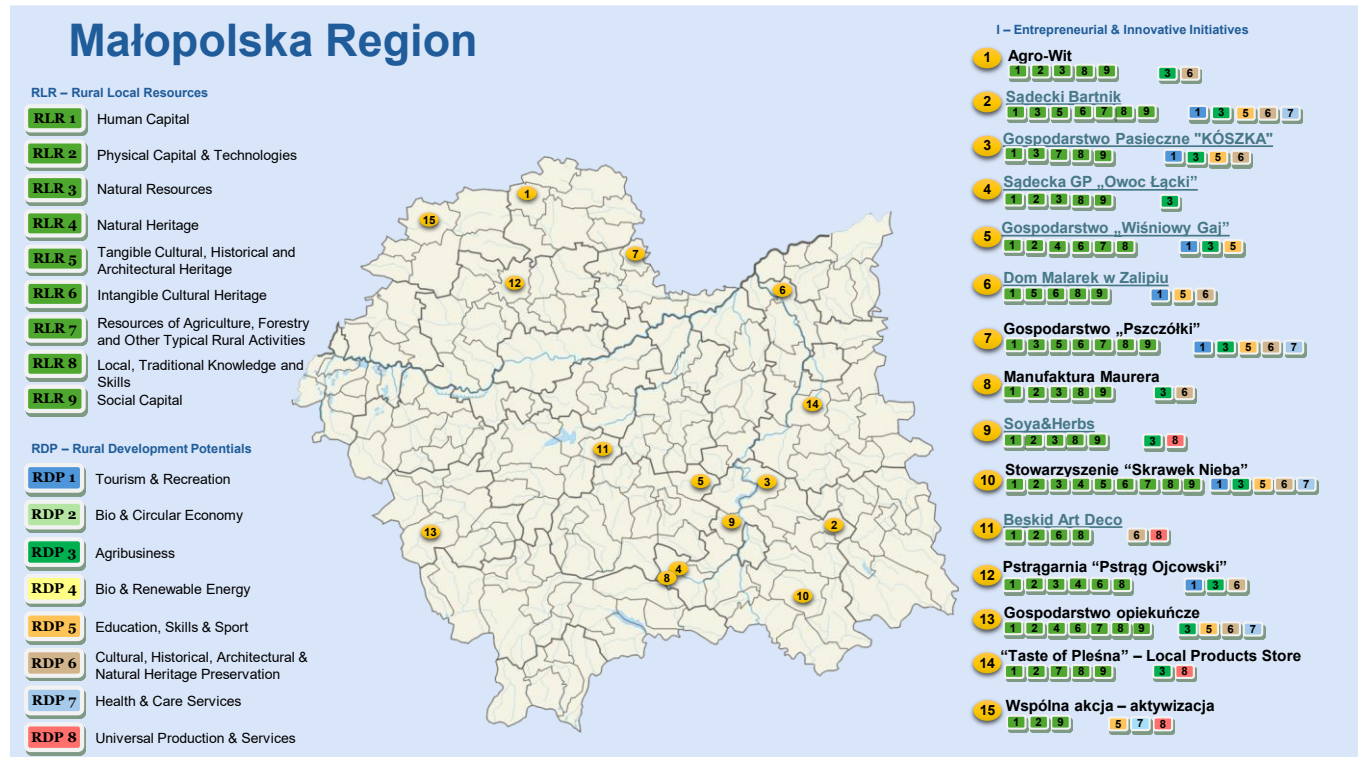 Małopolska Region
RLR – Rural Local Resources
RLR 1 Human Capital
RLR 2 Physical Capital & Technologies
RLR 3 Natural Resources
RLR 4 Natural Heritage
RLR 5 Tangible Cultural, Historical and
Architectural Heritage
RLR 6 Intangible Cultural Heritage
RLR 7 Resources of Agriculture, Forestry
and Other Typical Rural Activities
RLR 8 Local, Traditional Knowledge and
Skills
RLR 9 Social Capital
RDP – Rural Development Potentials
RDP 1 Tourism & Recreation
RDP 2 Bio & Circular Economy
RDP 3 Agribusiness
RDP 4 Bio & Renewable Energy
RDP 5 Education, Skills & Sport
RDP 6 Cultural, Historical, Architectural &
Natural Heritage Preservation
RDP 7 Health & Care Services
RDP 8 Universal Production & Services
1
15
7
12
6
14
11
5
3
9
2
13
4
8
10
I – Entrepreneurial & Innovative Initiatives
1 Agro-Wit
1 2 3 8 9 3 6
2 Sądecki Bartnik
1 3 5 6 7 8 9 1 3 5 6 7
3 Gospodarstwo Pasieczne "KÓSZKA"
1 3 7 8 9 1 3 5 6
4 Sądecka GP „Owoc Łącki”
1 2 3 8 9 3
5 Gospodarstwo „Wiśniowy Gaj”
1 2 4 6 7 8 1 3 5
6 Dom Malarek w Zalipiu
1 5 6 8 9 1 5 6
7 Gospodarstwo „Pszczółki”
1 3 5 6 7 8 9 1 3 5 6 7
8 Manufaktura Maurera
1 2 3 8 9 3 6
9 Soya&Herbs
1 2 3 8 9 3 8
10 Stowarzyszenie “Skrawek Nieba”
1 2 3 4 5 6 7 8 9 1 3 5 6 7
11 Beskid Art Deco
1 2 6 8 6 8
12 Pstrągarnia “Pstrąg Ojcowski”
1 2 3 4 6 8 1 3 6
13 Gospodarstwo opiekuńcze
1 2 4 6 7 8 9 3 5 6 7
14 “Taste of Pleśna” – Local Products Store
1 2 7 8 9 3 8
15 Wspólna akcja – aktywizacja
1 2 9 5 7 8